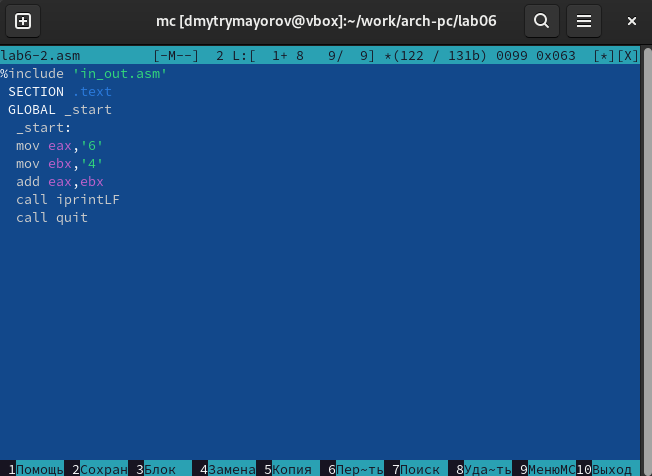 mc [dmytrymayorov@vbox]:~/work/arch-pc/lab06
lab6-2.asm [-M--] 2 L:[ 1+ 8 9/ 9] *(122 / 131b) 0099 0x063 [*][X]
%include 'in_out.asm'
SECTION .text
GLOBAL _start
_start:
mov eax,'6'
mov ebx,'4'
add eax,ebx
call iprintLF
call quit
1Помощь 2Сохран 3Блок 4Замена 5Копия 6Пер~ть 7Поиск 8Уда~ть 9МенюMC 10Выход